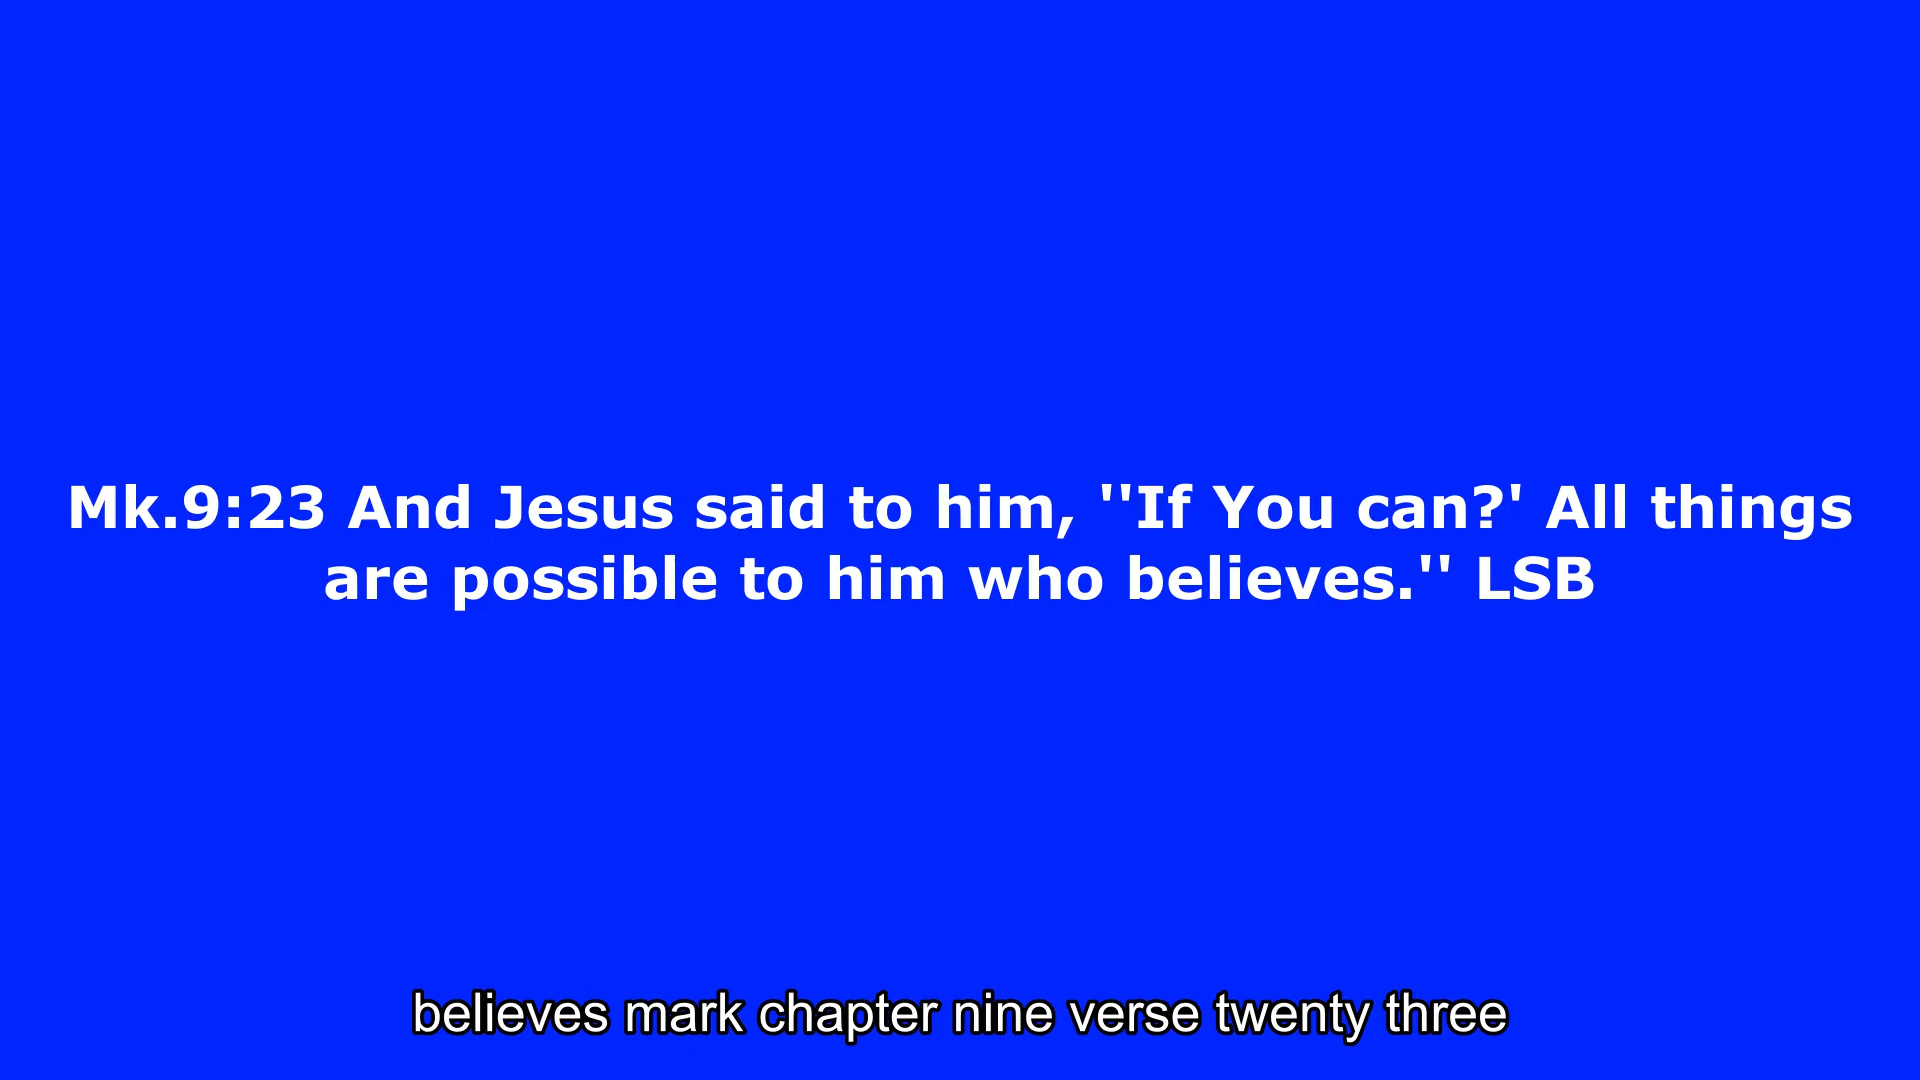 Mk.9:23 And Jesus said to him, ''If You can?' All things
are possible to him who believes.'' LSB
believes mark chapter nine verse twenty three